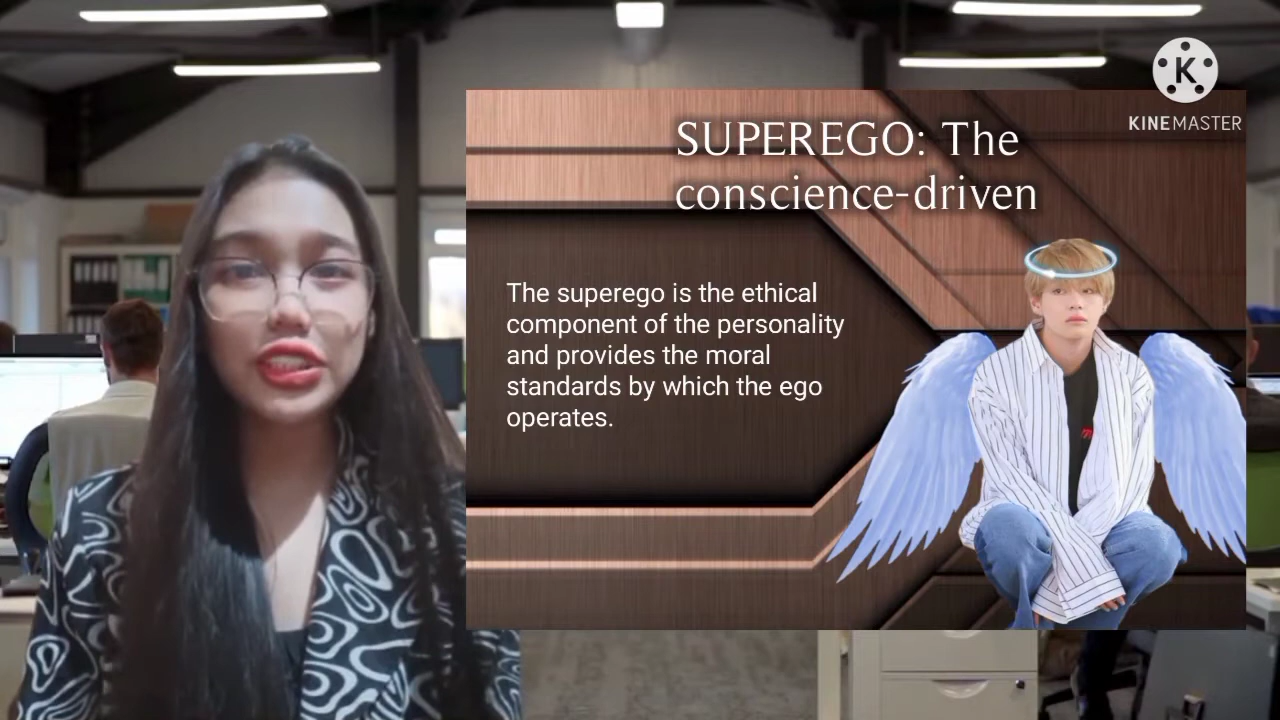 K
KINEMASTER
SUPEREGO: The
conscience-driven
The superego is the ethical
component of the personality
and provides the moral
standards by which the ego
operates.